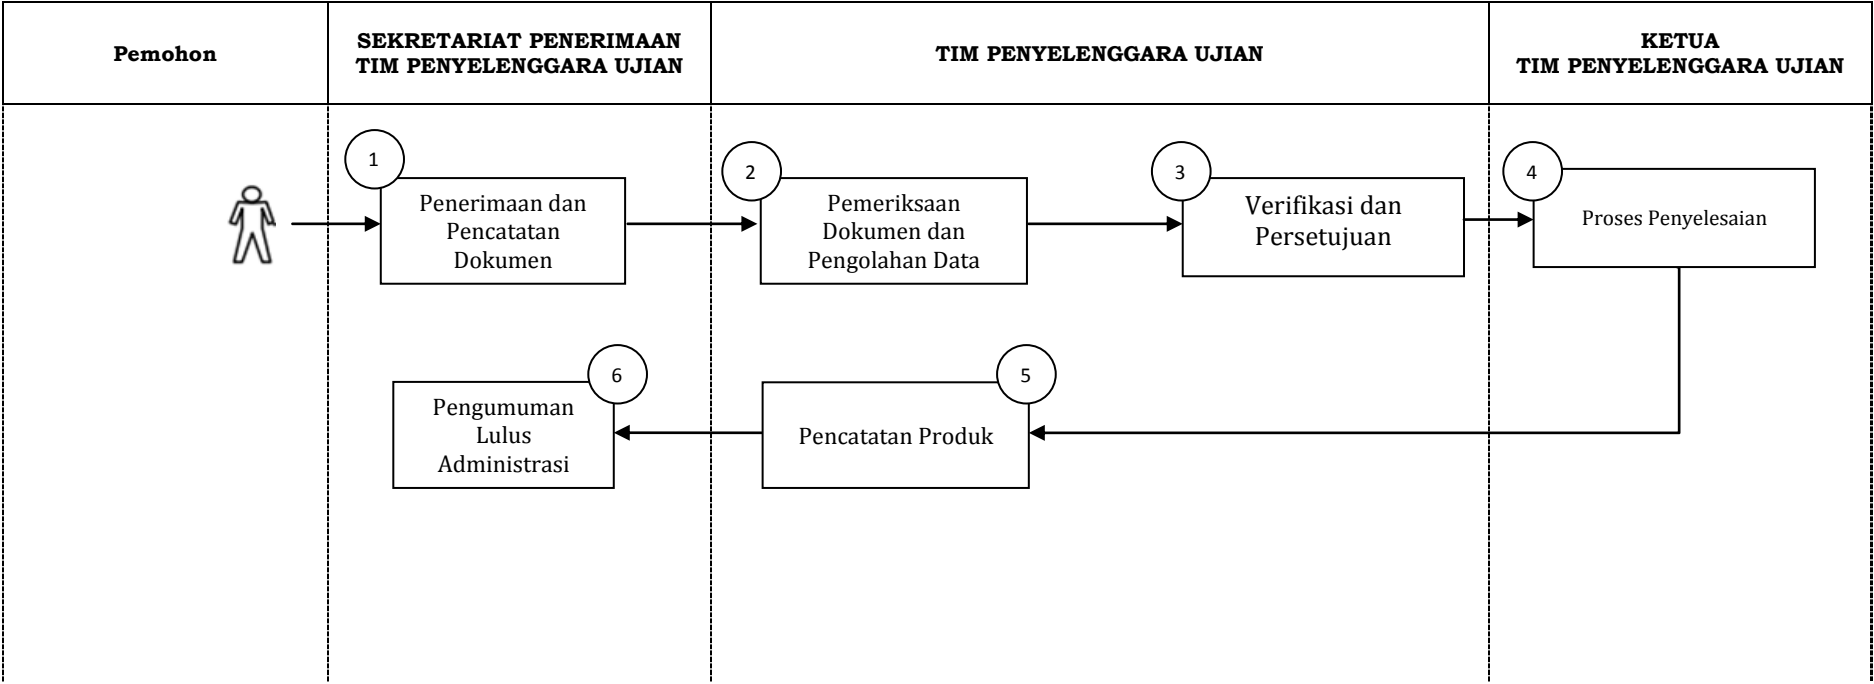 Pemohon
SEKRETARIAT PENERIMAAN
TIM PENYELENGGARA UJIAN
TIM PENYELENGGARA UJIAN
KETUA
TIM PENYELENGGARA UJIAN
1
Penerimaan dan
Pencatatan
Dokumen
2
Pemeriksaan
Dokumen dan
Pengolahan Data
3
Verifikasi dan
Persetujuan
4
Proses Penyelesaian
5
Pencatatan Produk
6
Pengumuman
Lulus
Administrasi